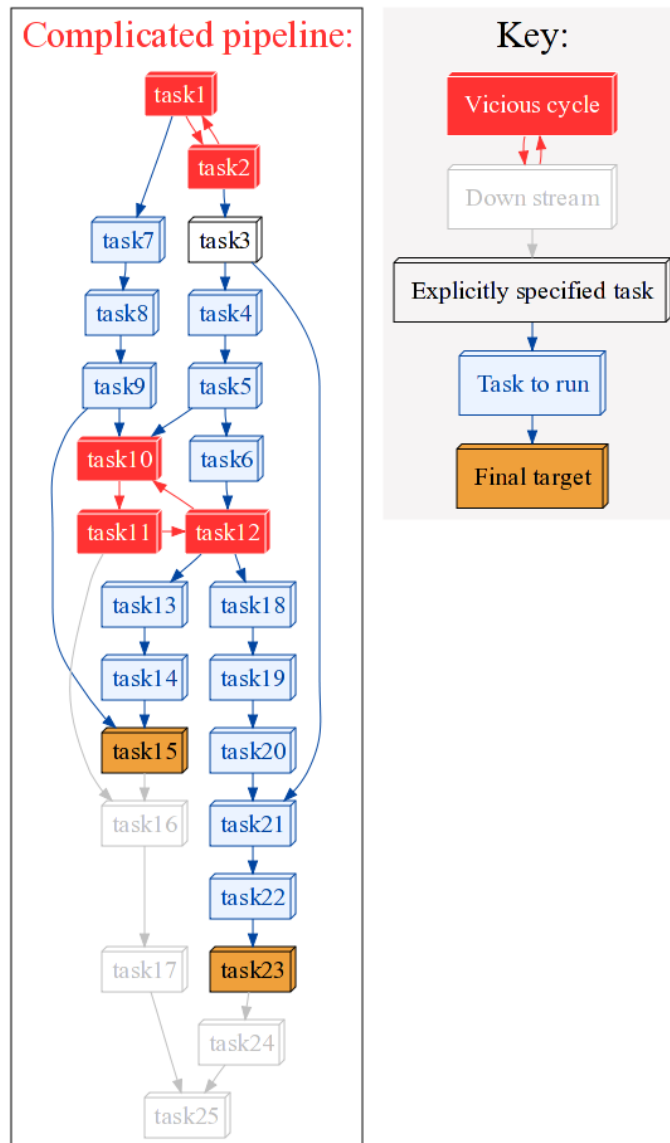 Complicated pipeline:
task1
task2
task7
task3
task8
task4
task9
task5
task10
task6
task11
task12
task13
task18
task14
task19
task15
task20
task16
task21
task22
task17
task23
task24
task25
Key:
Vicious cycle
Down stream
Explicitly specified task
Task to run
Final target